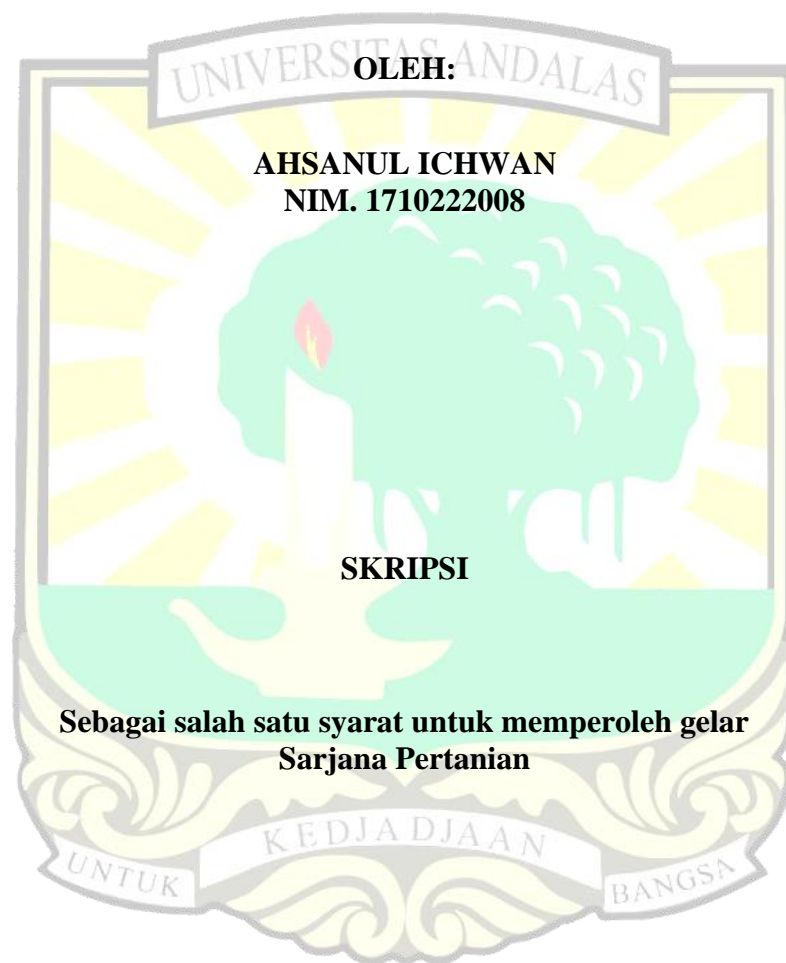 UNIVERSITAS ANDALAS
OLEH:
AHSANUL ICHWAN
NIM. 1710222008
SKRIPSI
Sebagai salah satu syarat untuk memperoleh gelar
Sarjana Pertanian
UNTUK KEDJADJAAN BANGSA